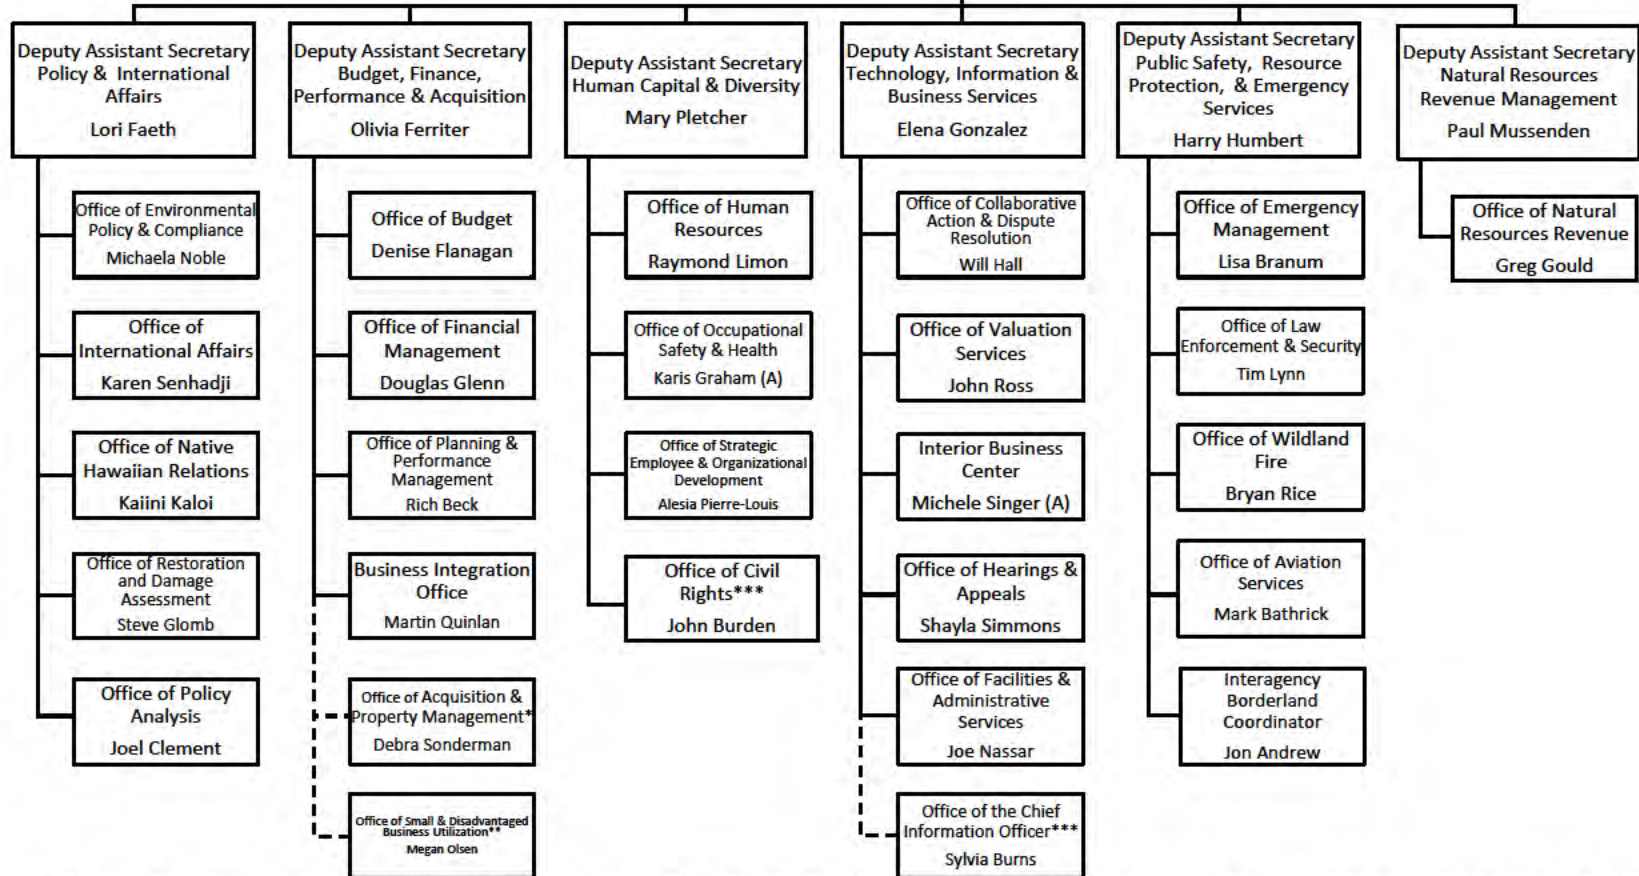 Deputy Assistant Secretary
Policy & International
Affairs
Lori Faeth
Office of Environmental
Policy & Compliance
Michaela Noble
Office of
International Affairs
Karen Senhadji
Office of Native
Hawaiian Relations
Kaiini Kaloi
Office of Restoration
and Damage
Assessment
Steve Glomb
Office of Policy
Analysis
Joel Clement
Deputy Assistant Secretary
Budget, Finance,
Performance & Acquisition
Olivia Ferriter
Office of Budget
Denise Flanagan
Office of Financial
Management
Douglas Glenn
Office of Planning &
Performance
Management
Rich Beck
Business Integration
Office
Martin Quinlan
Office of Acquisition &
Property Management*
Debra Sonderman
Office of Small & Disadvantaged
Business Utilization**
Megan Olsen
Deputy Assistant Secretary
Human Capital & Diversity
Mary Pletcher
Office of Human
Resources
Raymond Limon
Office of Occupational
Safety & Health
Karis Graham (A)
Office of Strategic
Employee & Organizational
Development
Alesia Pierre-Louis
Office of Civil
Rights***
John Burden
Deputy Assistant Secretary
Technology, Information &
Business Services
Elena Gonzalez
Office of Collaborative
Action & Dispute
Resolution
Will Hall
Office of Valuation
Services
John Ross
Interior Business
Center
Michele Singer (A)
Office of Hearings &
Appeals
Shayla Simmons
Office of Facilities &
Administrative
Services
Joe Nassar
Office of the Chief
Information Officer***
Sylvia Burns
Deputy Assistant Secretary
Public Safety, Resource
Protection, & Emergency
Services
Harry Humbert
Office of Emergency
Management
Lisa Branum
Office of Law
Enforcement & Security
Tim Lynn
Office of Wildland
Fire
Bryan Rice
Office of Aviation
Services
Mark Bathrick
Interagency
Borderland
Coordinator
Jon Andrew
Deputy Assistant Secretary
Natural Resources
Revenue Management
Paul Mussenden
Office of Natural
Resources Revenue
Greg Gould